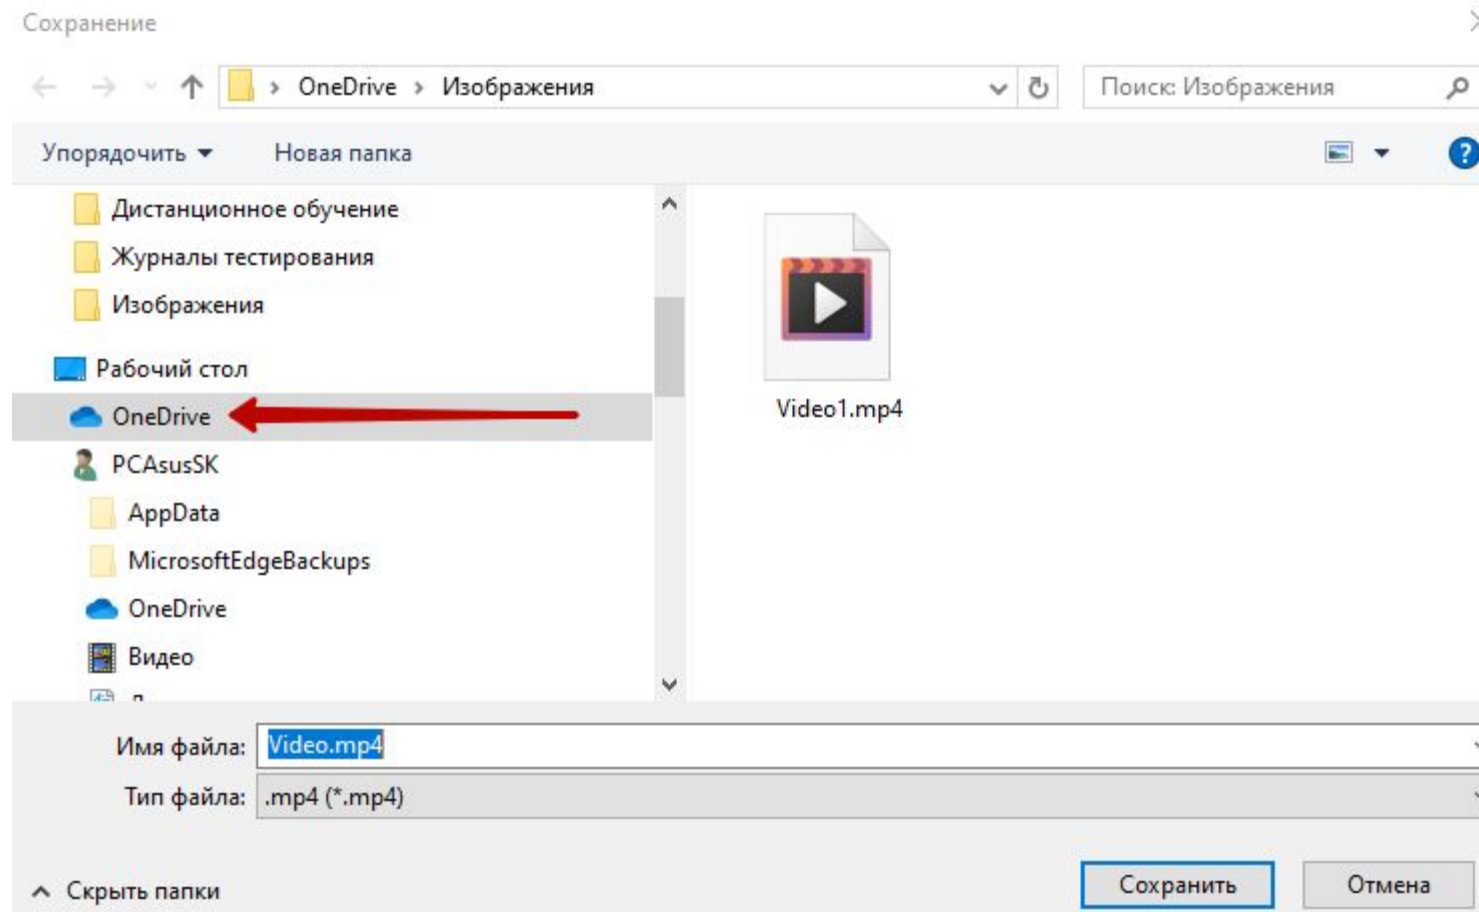 Сохранение
OneDrive › Изображения
Поиск: Изображения
Упорядочить
Новая папка
?
Дистанционное обучение
Журналы тестирования
Изображения
Рабочий стол
OneDrive
PCAsusSK
AppData
MicrosoftEdgeBackups
OneDrive
Видео
Video1.mp4
Имя файла: Video.mp4
Тип файла: .mp4 (*.mp4)
Скрыть папки
Сохранить
Отмена